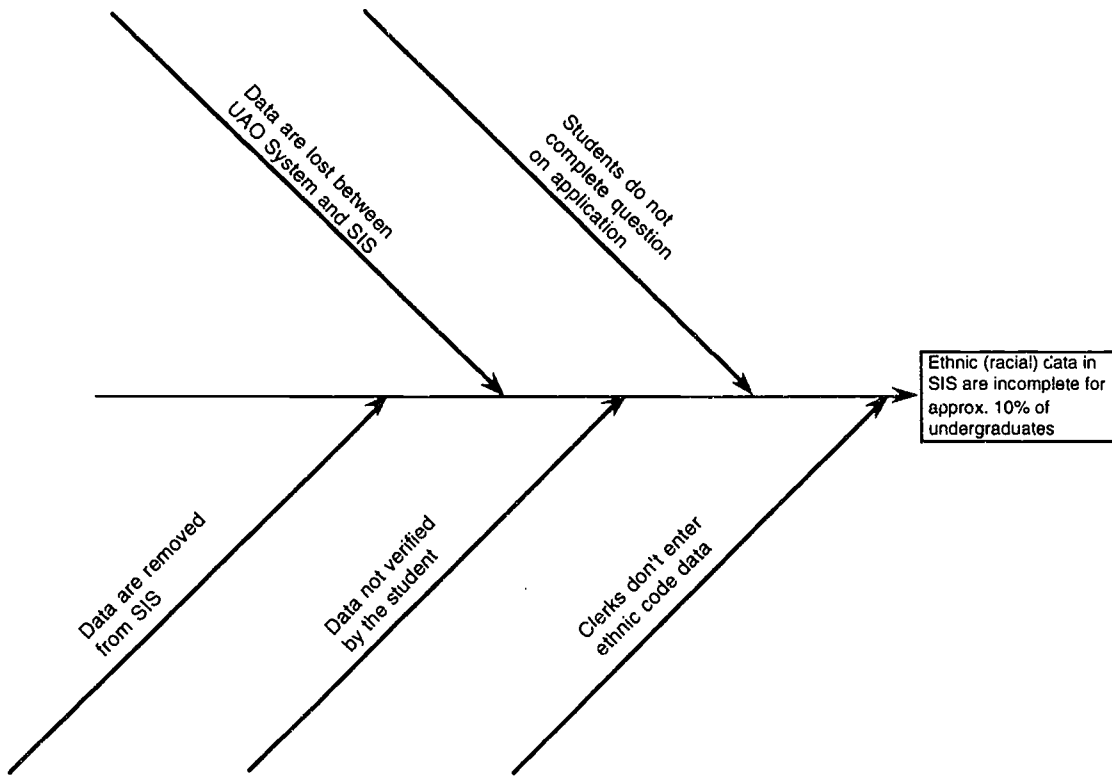 Data are lost between
UAO System and SIS
Students do not
complete question
on application
Ethnic (racial) data in
SIS are incomplete for
approx. 10% of
undergraduates
Data are removed
from SIS
Data not verified
by the student
Clerks don't enter
ethnic code data